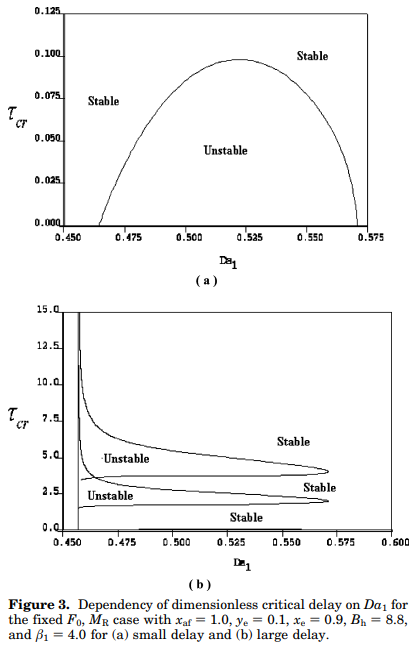 0.125
0.100
0.075
0.050
0.025
0.000
τcr
Stable
Stable
Unstable
0.450 0.475 0.500 0.525 0.550 0.575
Da1
( a )
15.0
12.5
10.0
7.5
5.0
2.5
0.0
τcr
Stable
Unstable
Stable
Unstable
Stable
0.450 0.475 0.500 0.525 0.550 0.575 0.600
Da1
( b )
Figure 3. Dependency of dimensionless critical delay on Da1 for
the fixed F0, MR case with xaf = 1.0, ye = 0.1, xe = 0.9, Bh = 8.8,
and β1 = 4.0 for (a) small delay and (b) large delay.